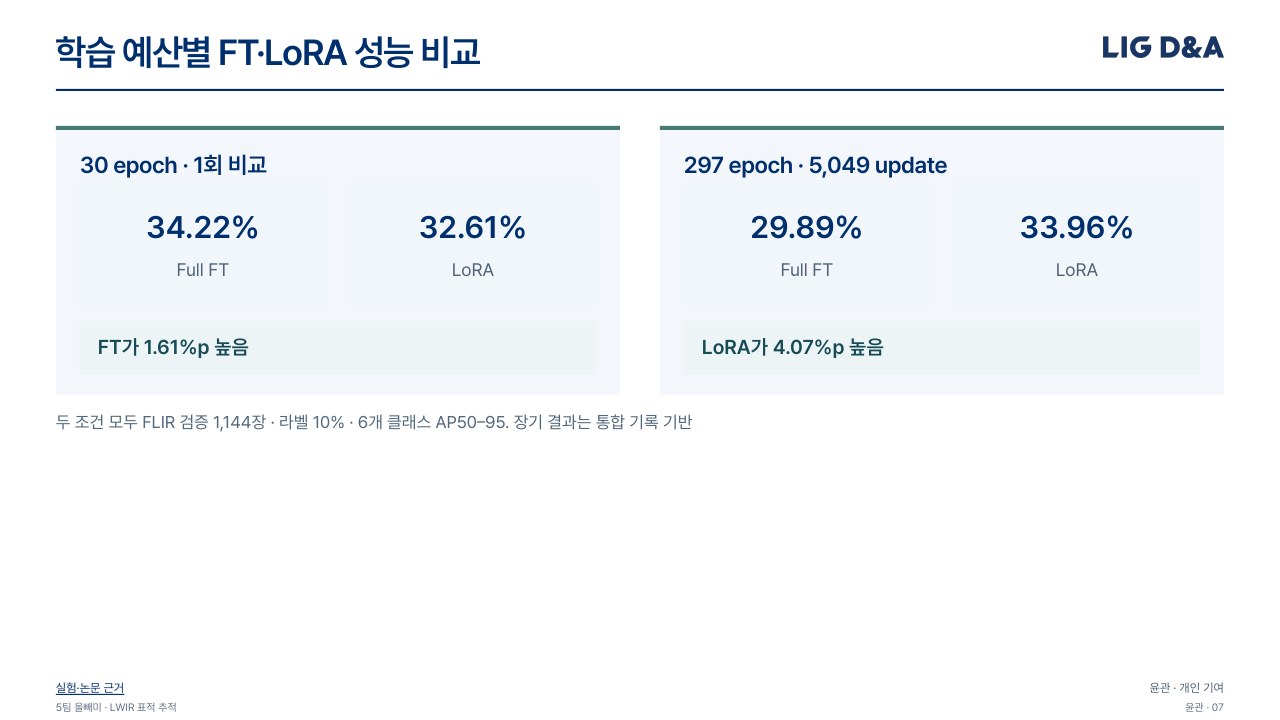 학습 예산별 FT·LoRA 성능 비교
LIG D&A
30 epoch · 1회 비교
34.22%
Full FT
32.61%
LoRA
FT가 1.61%p 높음
297 epoch · 5,049 update
29.89%
Full FT
33.96%
LoRA
LoRA가 4.07%p 높음
두 조건 모두 FLIR 검증 1,144장 · 라벨 10% · 6개 클래스 AP50–95. 장기 결과는 통합 기록 기반
실험·논문 근거
5팀 올빼미 · LWIR 표적 추적
윤관 · 개인 기여
윤관 · 07